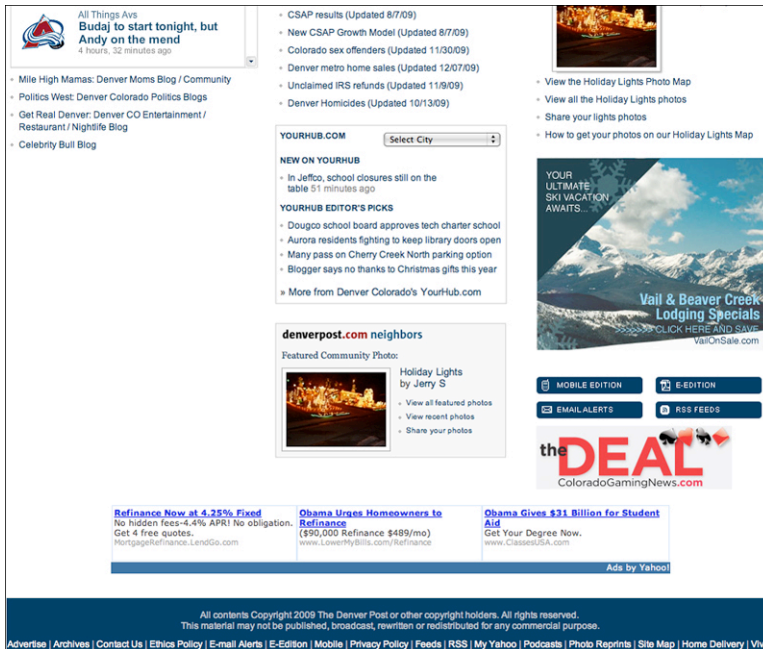 All Things Avs
Budaj to start tonight, but
Andy on the mend
4 hours, 32 minutes ago
Mile High Mamas: Denver Moms Blog / Community
Politics West: Denver Colorado Politics Blogs
Get Real Denver: Denver CO Entertainment /
Restaurant / Nightlife Blog
Celebrity Bull Blog
CSAP results (Updated 8/7/09)
New CSAP Growth Model (Updated 8/7/09)
Colorado sex offenders (Updated 11/30/09)
Denver metro home sales (Updated 12/07/09)
Unclaimed IRS refunds (Updated 11/9/09)
Denver Homicides (Updated 10/13/09)
YOURHUB.COM
Select City
NEW ON YOURHUB
In Jeffco, school closures still on the
table 51 minutes ago
YOURHUB EDITOR'S PICKS
Dougco school board approves tech charter school
Aurora residents fighting to keep library doors open
Many pass on Cherry Creek North parking option
Blogger says no thanks to Christmas gifts this year
» More from Denver Colorado's YourHub.com
denverpost.com neighbors
Featured Community Photo:
Holiday Lights
by Jerry S
View all featured photos
View recent photos
Share your photos
View the Holiday Lights Photo Map
View all the Holiday Lights photos
Share your lights photos
How to get your photos on our Holiday Lights Map
YOUR
ULTIMATE
SKI VACATION
AWAITS...
Vail & Beaver Creek
Lodging Specials
>>>>>>> CLICK HERE AND SAVE
VailOnSale.com
MOBILE EDITION
E-EDITION
EMAIL ALERTS
RSS FEEDS
the DEAL
ColoradoGamingNews.com
Refinance Now at 4.25% Fixed
No hidden fees-4.4% APR! No obligation.
Get 4 free quotes.
MortgageRefinance.LendGo.com
Obama Urges Homeowners to
Refinance
($90,000 Refinance $489/mo)
www.LowerMyBills.com/Refinance
Obama Gives $31 Billion for Student
Aid
Get Your Degree Now.
www.ClassesUSA.com
Ads by Yahoo!
All contents Copyright 2009 The Denver Post or other copyright holders. All rights reserved.
This material may not be published, broadcast, rewritten or redistributed for any commercial purpose.
Advertise | Archives | Contact Us | Ethics Policy | E-mail Alerts | E-Edition | Mobile | Privacy Policy | Feeds | RSS | My Yahoo | Podcasts | Photo Reprints | Site Map | Home Delivery |